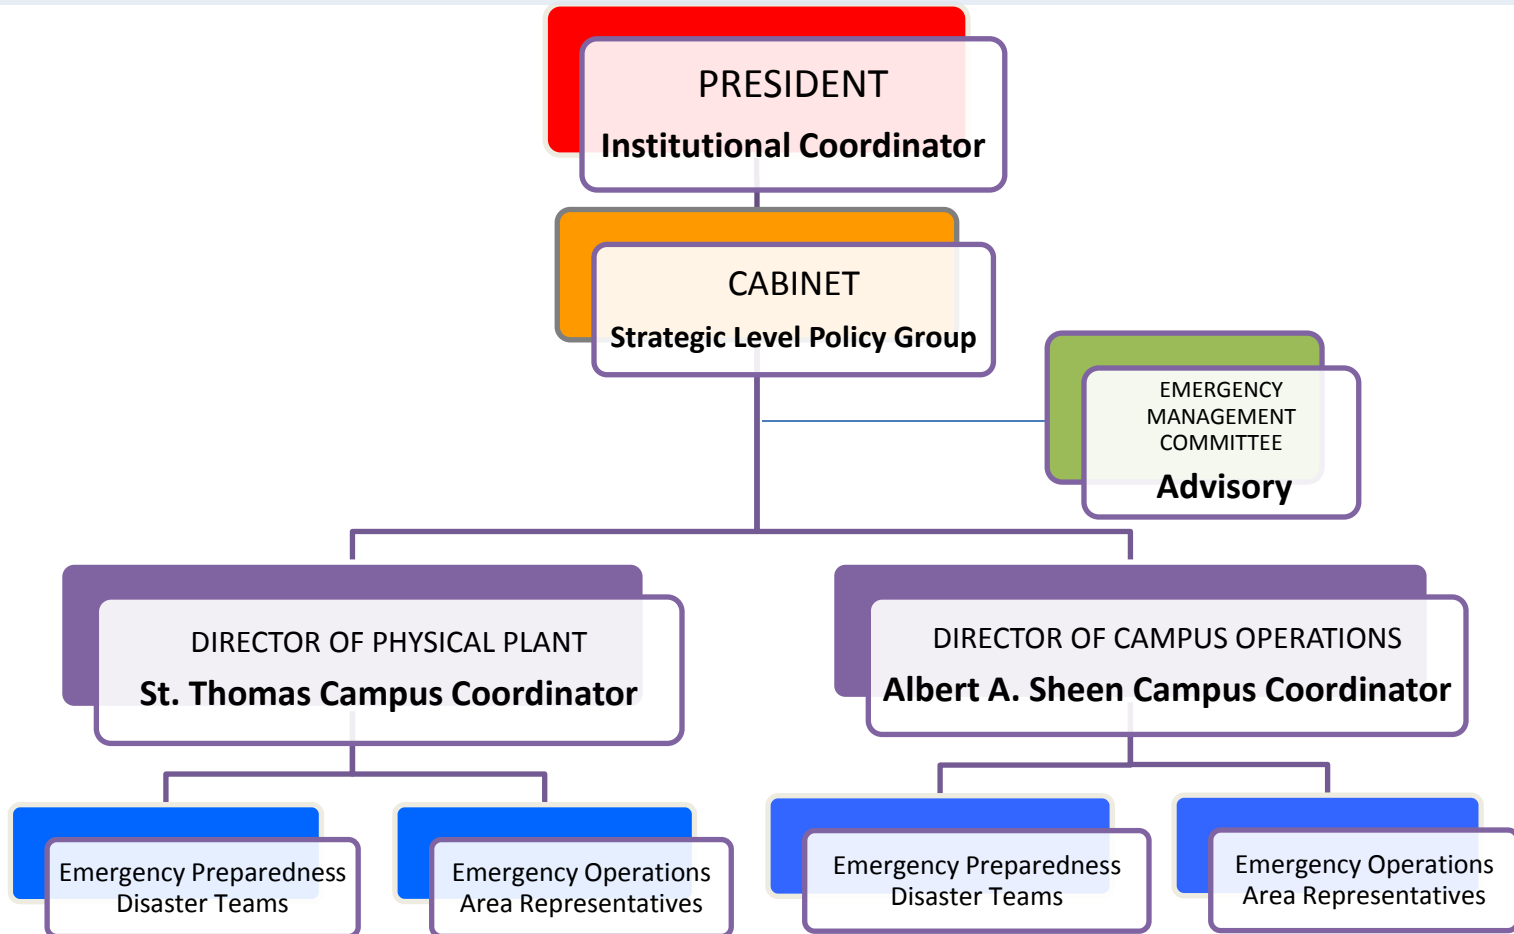 PRESIDENT
Institutional Coordinator
CABINET
Strategic Level Policy Group
EMERGENCY
MANAGEMENT
COMMITTEE
Advisory
DIRECTOR OF PHYSICAL PLANT
St. Thomas Campus Coordinator
DIRECTOR OF CAMPUS OPERATIONS
Albert A. Sheen Campus Coordinator
Emergency Preparedness
Disaster Teams
Emergency Operations
Area Representatives
Emergency Preparedness
Disaster Teams
Emergency Operations
Area Representatives